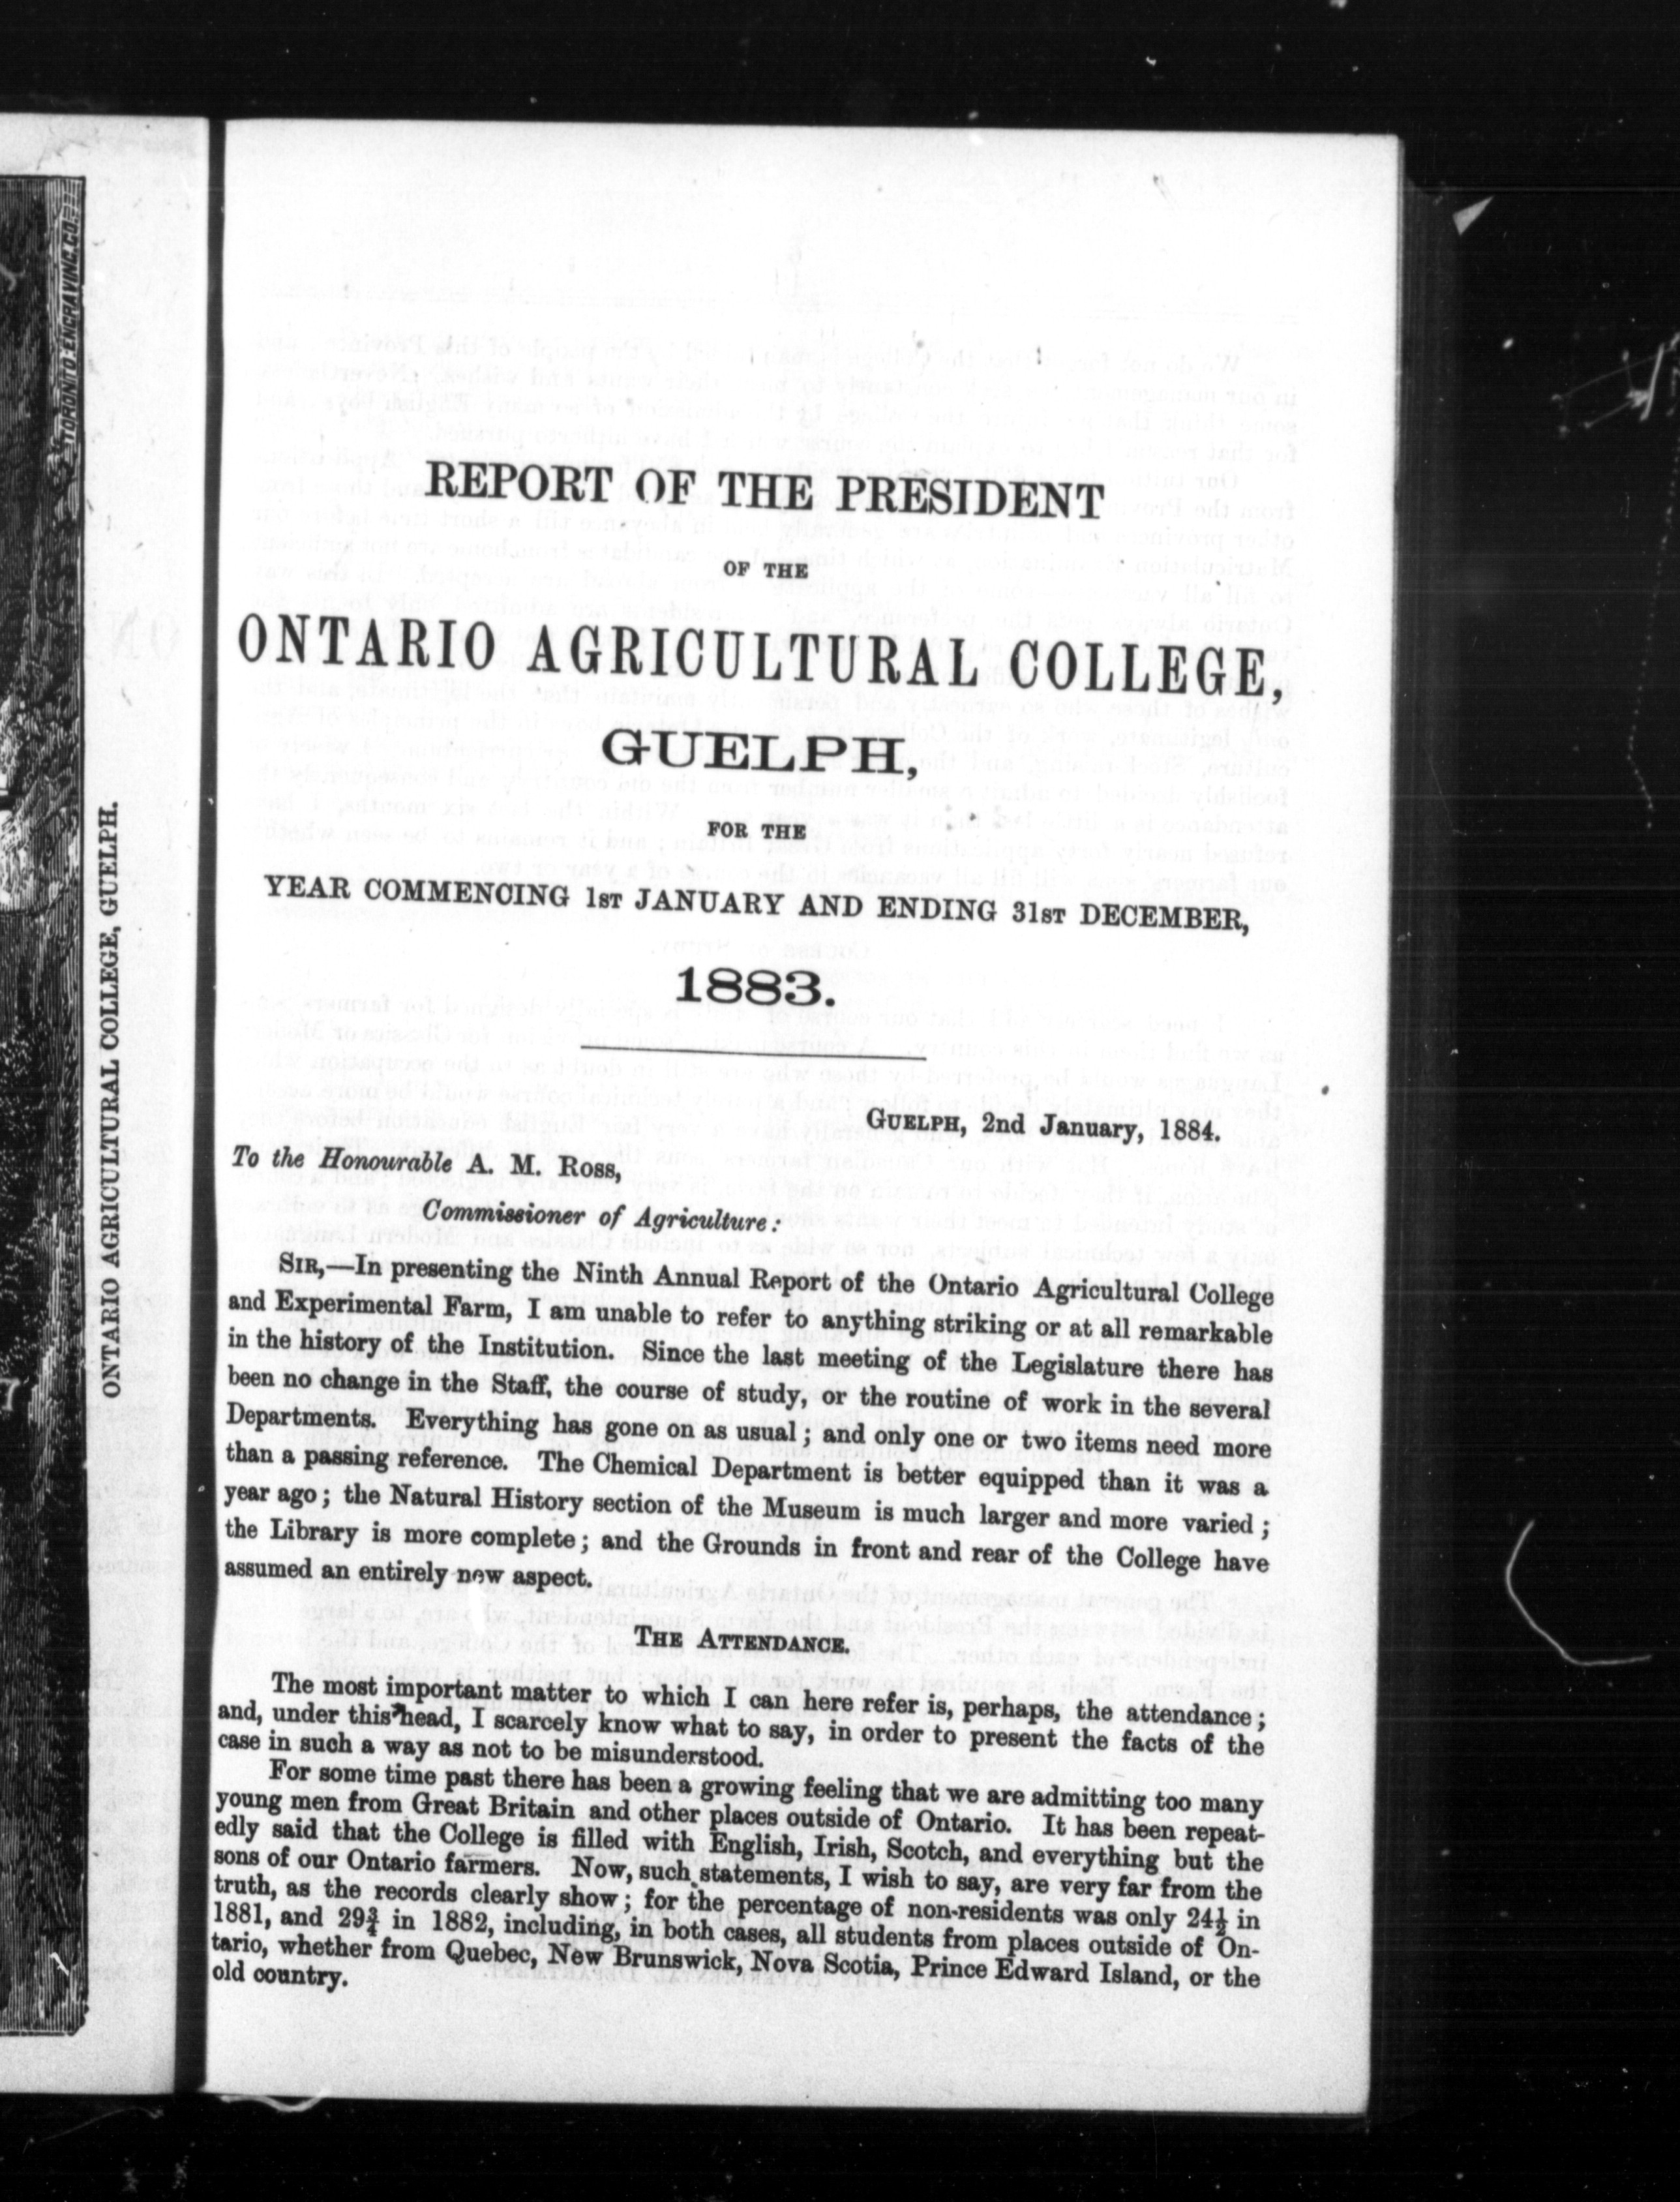 TORONTO ENGRAVING CO.
ONTARIO AGRICULTURAL COLLEGE, GUELPH.
REPORT OF THE PRESIDENT
OF THE
ONTARIO AGRICULTURAL COLLEGE,
GUELPH,
FOR THE
YEAR COMMENCING 1ST JANUARY AND ENDING 31ST DECEMBER,
1883.
GUELPH, 2nd January, 1884.
To the Honourable A. M. ROSS,
Commissioner of Agriculture:
SIR,—In presenting the Ninth Annual Report of the Ontario Agricultural College
and Experimental Farm, I am unable to refer to anything striking or at all remarkable
in the history of the Institution. Since the last meeting of the Legislature there has
been no change in the Staff, the course of study, or the routine of work in the several
Departments. Everything has gone on as usual; and only one or two items need more
than a passing reference. The Chemical Department is better equipped than it was a
year ago; the Natural History section of the Museum is much larger and more varied;
the Library is more complete; and the Grounds in front and rear of the College have
assumed an entirely new aspect.
THE ATTENDANCE.
The most important matter to which I can here refer is, perhaps, the attendance;
and, under this head, I scarcely know what to say, in order to present the facts of the
case in such a way as not to be misunderstood.
For some time past there has been a growing feeling that we are admitting too many
young men from Great Britain and other places outside of Ontario. It has been repeat-
edly said that the College is filled with English, Irish, Scotch, and everything but the
sons of our Ontario farmers. Now, such statements, I wish to say, are very far from the
truth, as the records clearly show; for the percentage of non-residents was only 24½ in
1881, and 29¾ in 1882, including, in both cases, all students from places outside of On-
tario, whether from Quebec, New Brunswick, Nova Scotia, Prince Edward Island, or the
old country.